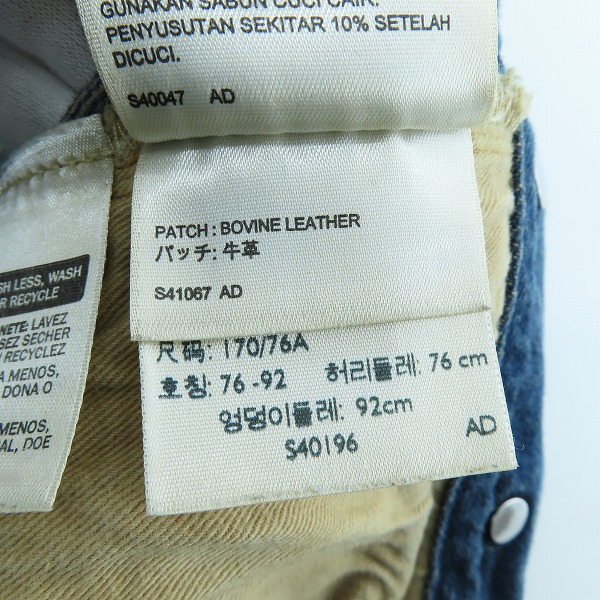 GUNAKAN SABUN CUCI CAIR.
PENYUSUTAN SEKITAR 10% SETELAH
DICUCI.
S40047 AD
PATCH : BOVINE LEATHER
パッチ: 牛革
S41067 AD
尺码: 170/76A
호칭: 76 -92 허리둘레: 76 cm
엉덩이둘레: 92cm
S40196 AD
SH LESS, WASH
R RECYCLE
NETE: LAVEZ
SEZ SECHER
RECYCLEZ
A MENOS,
DONA O
MENOS,
AL, DOE